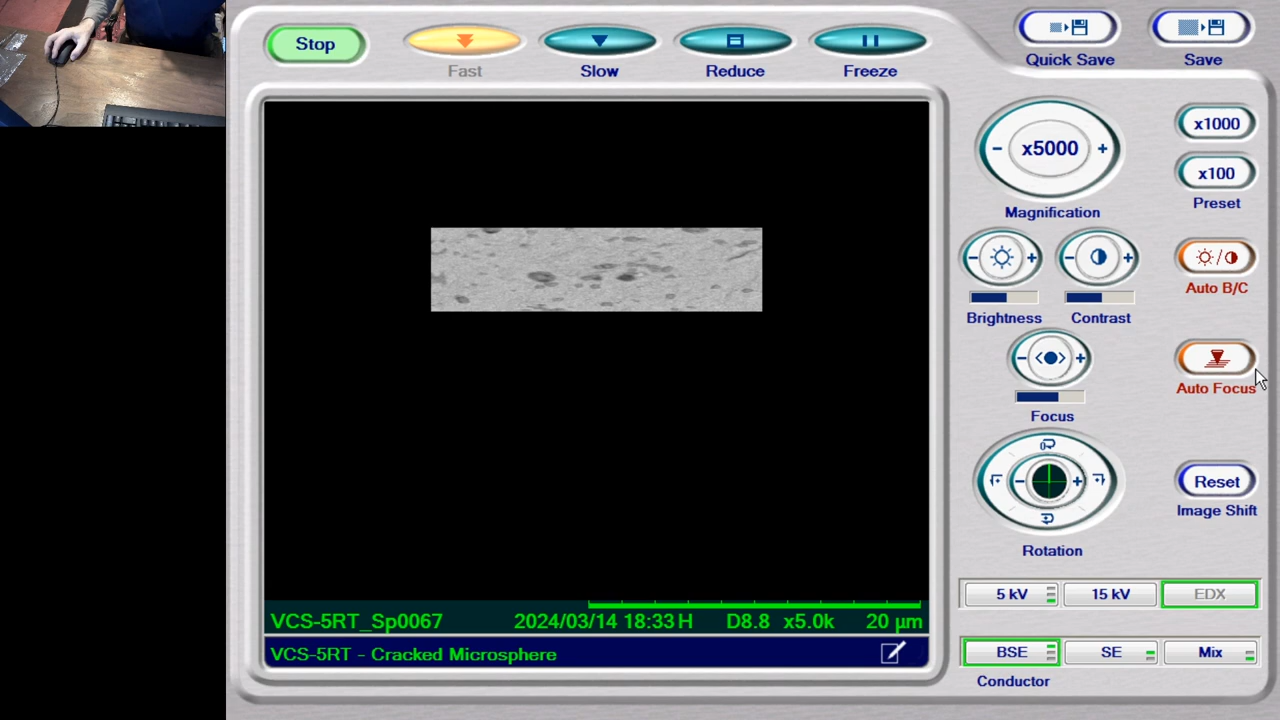 Stop
Fast
Slow
Reduce
Freeze
Quick Save
Save
x5000
Magnification
x1000
x100
Preset
Brightness
Contrast
Auto B/C
Focus
Auto Focus
Rotation
Reset
Image Shift
5 kV
15 kV
EDX
BSE
SE
Mix
Conductor
VCS-5RT_Sp0067 2024/03/14 18:33 H D8.8 x5.0k 20 µm
VCS-5RT - Cracked Microsphere